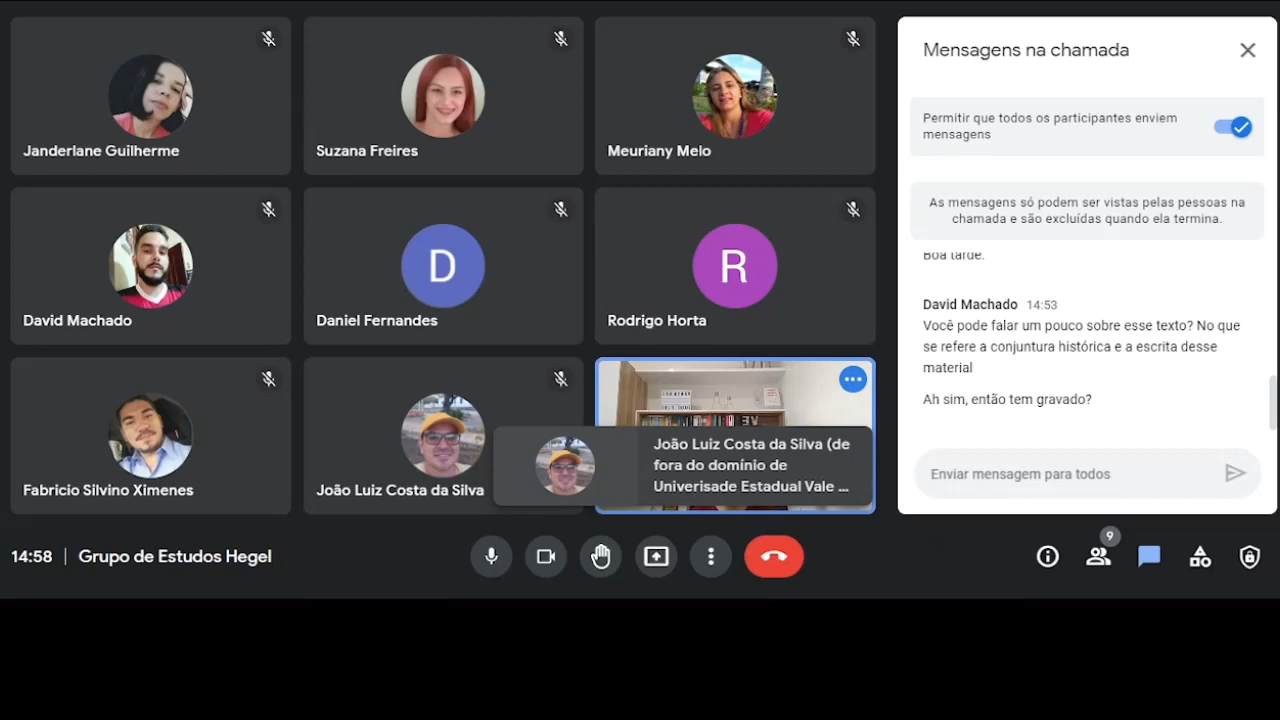 Janderlane Guilherme
Suzana Freires
Meuriany Melo
David Machado
D
Daniel Fernandes
R
Rodrigo Horta
Fabricio Silvino Ximenes
João Luiz Costa da Silva
João Luiz Costa da Silva (de
fora do domínio de
Univerisade Estadual Vale ...
14:58 | Grupo de Estudos Hegel
9
Mensagens na chamada
Permitir que todos os participantes enviem
mensagens
As mensagens só podem ser vistas pelas pessoas na
chamada e são excluídas quando ela termina.
Boa tarde.
David Machado 14:53
Você pode falar um pouco sobre esse texto? No que
se refere a conjuntura histórica e a escrita desse
material
Ah sim, então tem gravado?
Enviar mensagem para todos